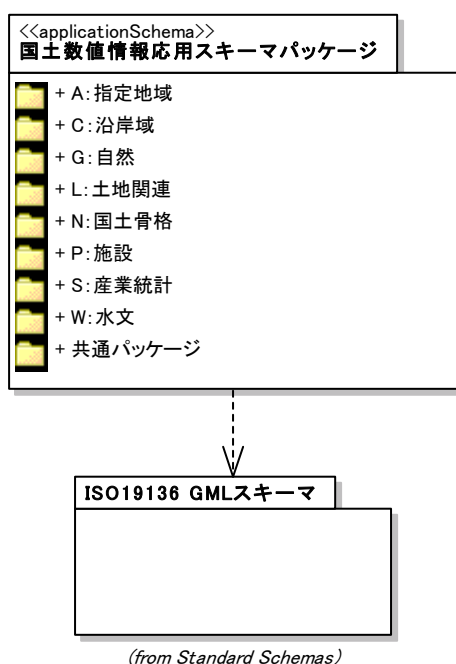 <<applicationSchema>>
国土数値情報応用スキーマパッケージ
+ A:指定地域
+ C:沿岸域
+ G:自然
+ L:土地関連
+ N:国土骨格
+ P:施設
+ S:産業統計
+ W:水文
+ 共通パッケージ
ISO19136 GMLスキーマ
(from Standard Schemas)